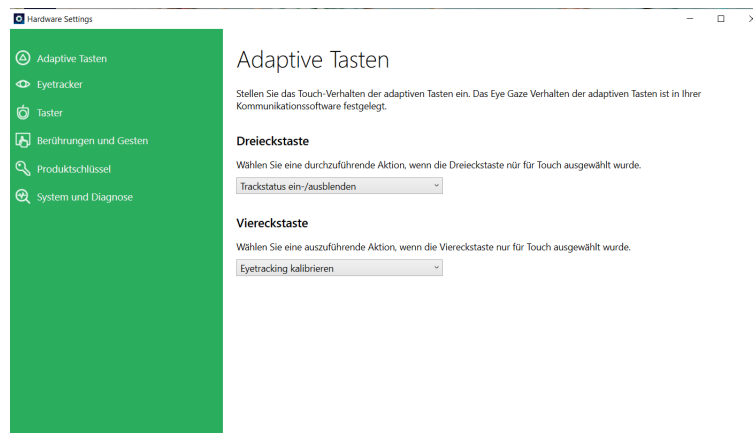 Hardware Settings
Adaptive Tasten
Eyetracker
Taster
Berührungen und Gesten
Produktschlüssel
System und Diagnose
Adaptive Tasten
Stellen Sie das Touch-Verhalten der adaptiven Tasten ein. Das Eye Gaze Verhalten der adaptiven Tasten ist in Ihrer
Kommunikationssoftware festgelegt.
Dreieckstaste
Wählen Sie eine durchzuführende Aktion, wenn die Dreieckstaste nür für Touch ausgewählt wurde.
Trackstatus ein-/ausblenden
Viereckstaste
Wählen Sie eine auszuführende Aktion, wenn die Viereckstaste nur für Touch ausgewählt wurde.
Eyetracking kalibrieren